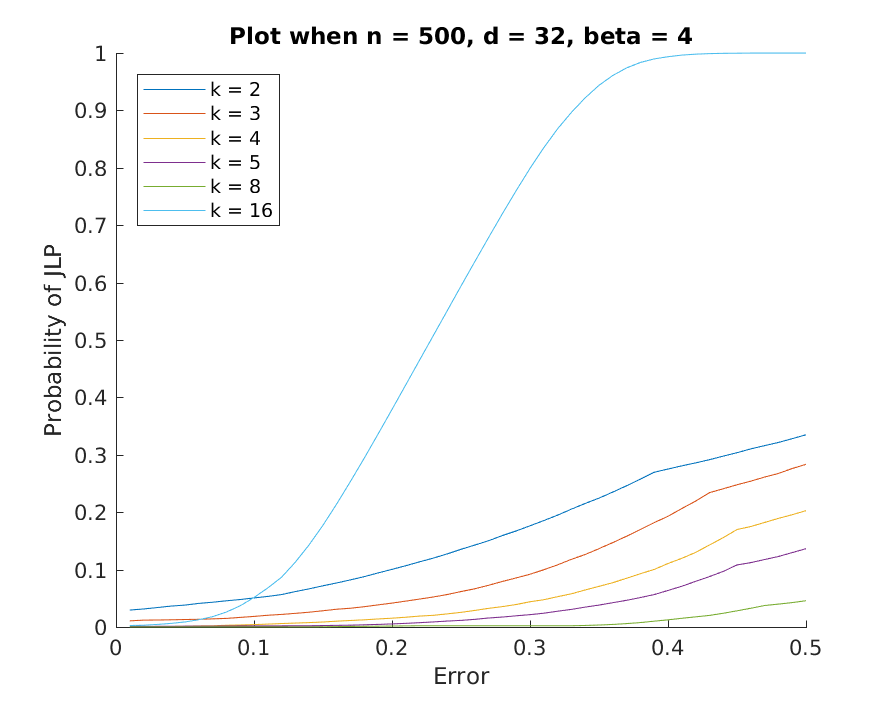 Plot when n = 500, d = 32, beta = 4
k = 2
k = 3
k = 4
k = 5
k = 8
k = 16
Probability of JLP
1
0.9
0.8
0.7
0.6
0.5
0.4
0.3
0.2
0.1
0
0
0.1
0.2
0.3
0.4
0.5
Error